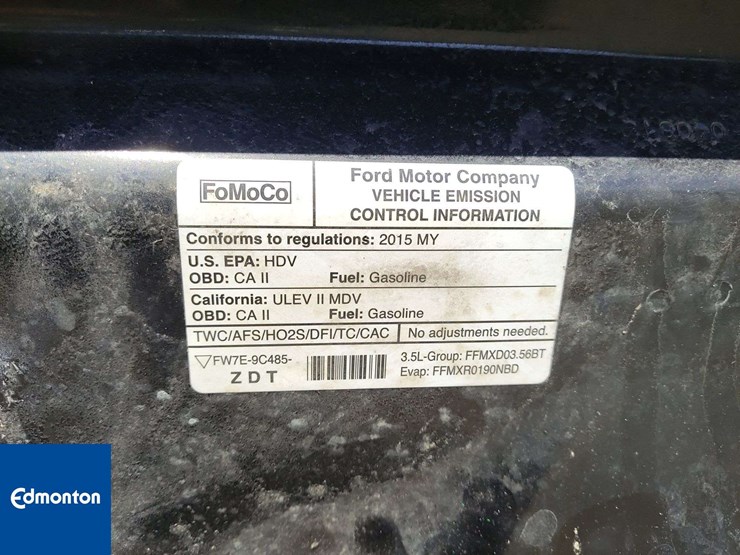 FoMoCo
Ford Motor Company
VEHICLE EMISSION
CONTROL INFORMATION
Conforms to regulations: 2015 MY
U.S. EPA: HDV
OBD: CA II Fuel: Gasoline
California: ULEV II MDV
OBD: CA II Fuel: Gasoline
TWC/AFS/HO2S/DFI/TC/CAC No adjustments needed.
FW7E-9C485-
ZDT
3.5L-Group: FFMXD03.56BT
Evap: FFMXR0190NBD
Edmonton